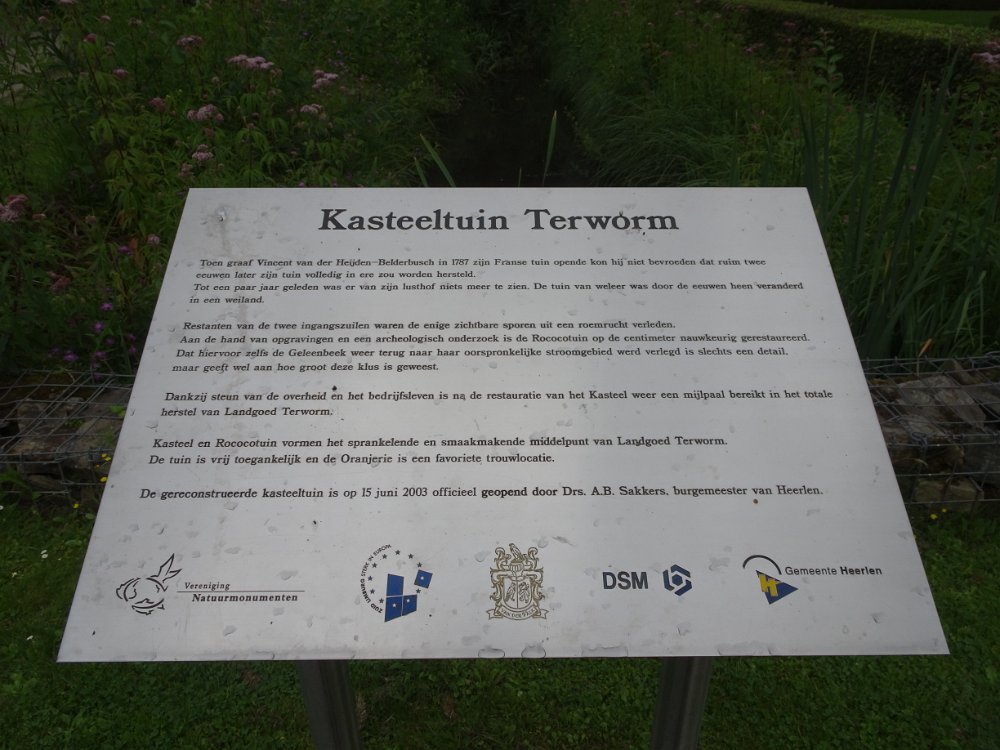 Kasteeltuin Terworm
Toen graaf Vincent van der Heijden-Belderbusch in 1787 zijn Franse tuin opende kon hij niet bevroeden dat ruim twee
eeuwen later zijn tuin volledig in ere zou worden hersteld.
Tot een paar jaar geleden was er van zijn lusthof niets meer te zien. De tuin van weleer was door de eeuwen heen veranderd
in een weiland.
Restanten van de twee ingangszuilen waren de enige zichtbare sporen uit een roemrucht verleden.
Aan de hand van opgravingen en een archeologisch onderzoek is de Rococotuin op de centimeter nauwkeurig gerestaureerd.
Dat hiervoor zelfs de Geleenbeek weer terug naar haar oorspronkelijke stroomgebied werd verlegd is slechts een detail,
maar geeft wel aan hoe groot deze klus is geweest.
Dankzij steun van de overheid en het bedrijfsleven is na de restauratie van het Kasteel weer een mijlpaal bereikt in het totale
herstel van Landgoed Terworm.
Kasteel en Rococotuin vormen het sprankelende en smaakmakende middelpunt van Landgoed Terworm.
De tuin is vrij toegankelijk en de Oranjerie is een favoriete trouwlocatie.
De gereconstrueerde kasteeltuin is op 15 juni 2003 officieel geopend door Drs. A.B. Sakkers, burgemeester van Heerlen.
Vereniging
Natuurmonumenten
ZUID LIMBURG STERK IN EUROPA
DSM
Gemeente Heerlen
H